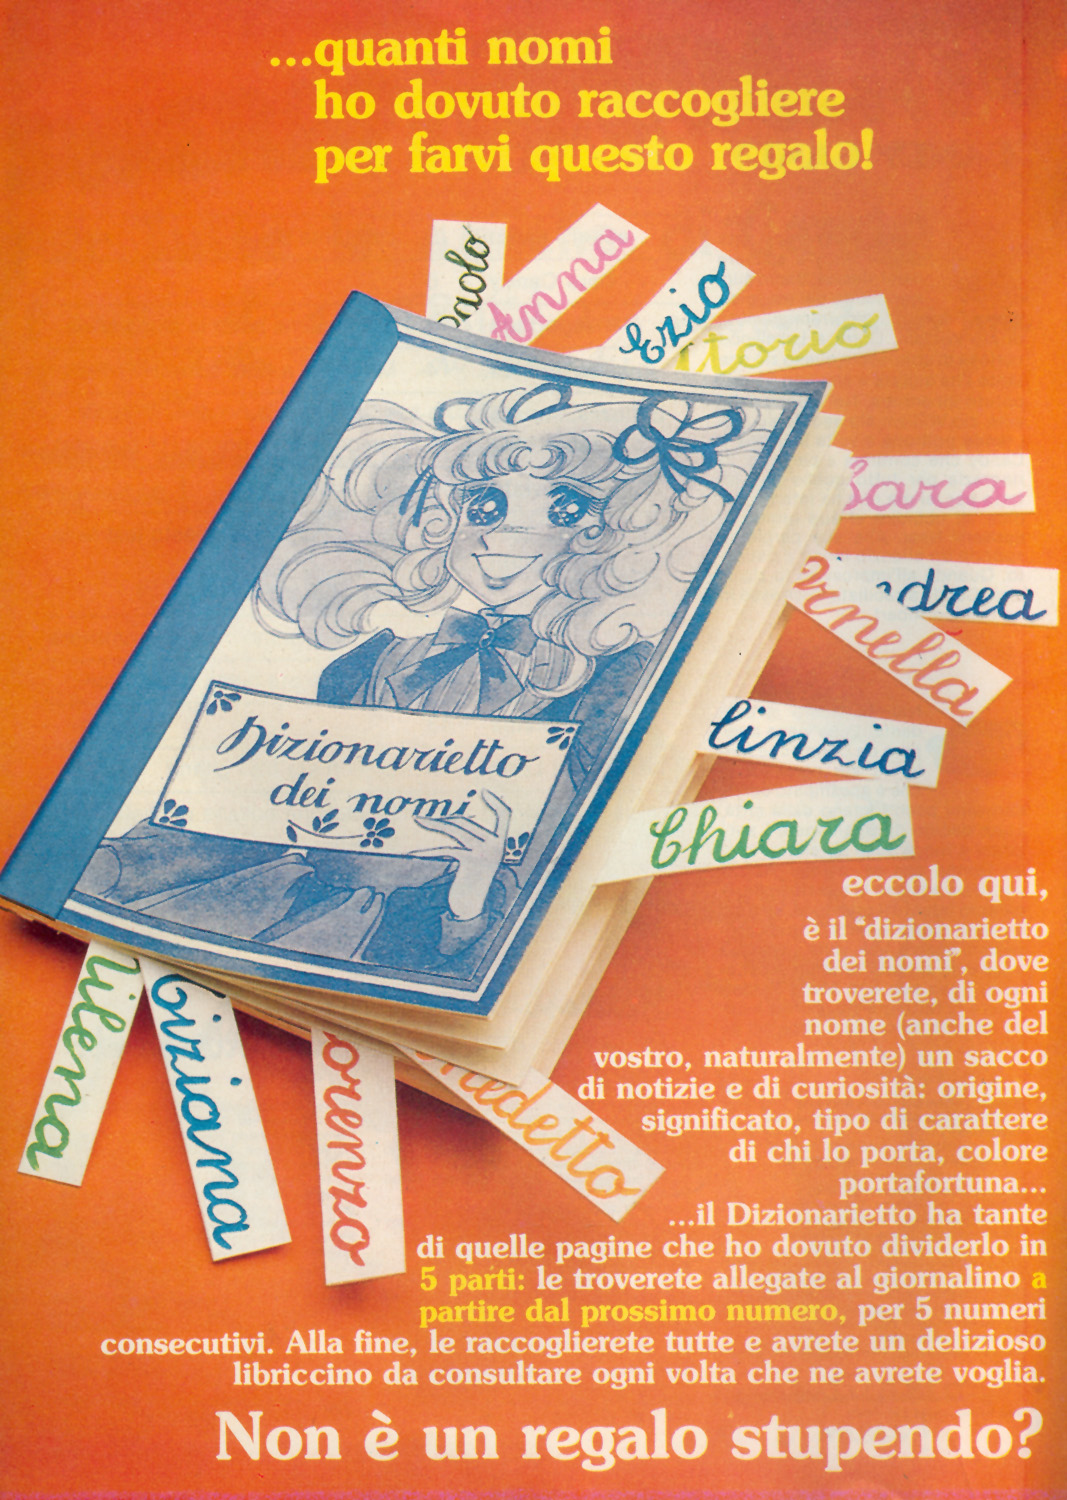 ...quanti nomi
ho dovuto raccogliere
per farvi questo regalo!
Paolo
Anna
Ezio
ttorio
Sara
ndrea
Ornella
Cinzia
Chiara
Dizionarietto
dei nomi
Milena
Tiziana
orenzo
nedetto
eccolo qui,
è il “dizionarietto
dei nomi”, dove
troverete, di ogni
nome (anche del
vostro, naturalmente) un sacco
di notizie e di curiosità: origine,
significato, tipo di carattere
di chi lo porta, colore
portafortuna...
...il Dizionarietto ha tante
di quelle pagine che ho dovuto dividerlo in
5 parti: le troverete allegate al giornalino a
partire dal prossimo numero, per 5 numeri
consecutivi. Alla fine, le raccoglierete tutte e avrete un delizioso
libriccino da consultare ogni volta che ne avrete voglia.
Non è un regalo stupendo?